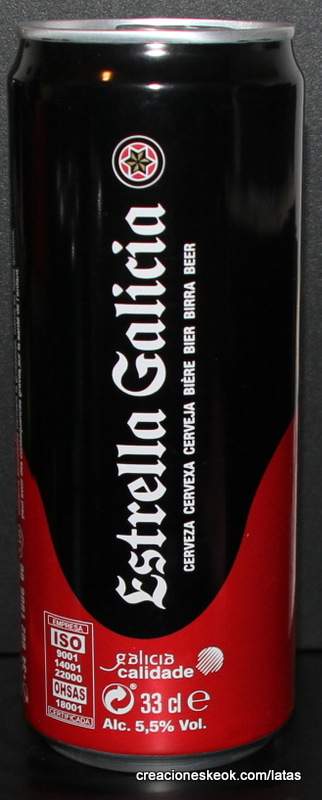 Estrella Galicia
CERVEZA CERVEXA CERVEJA BIÈRE BIER BIRRA BEER
EMPRESA
ISO
9001
14001
22000
OHSAS
18001
CERTIFICADA
galicia
calidade
33 cl e
Alc. 5,5% Vol.
creacioneskeok.com/latas